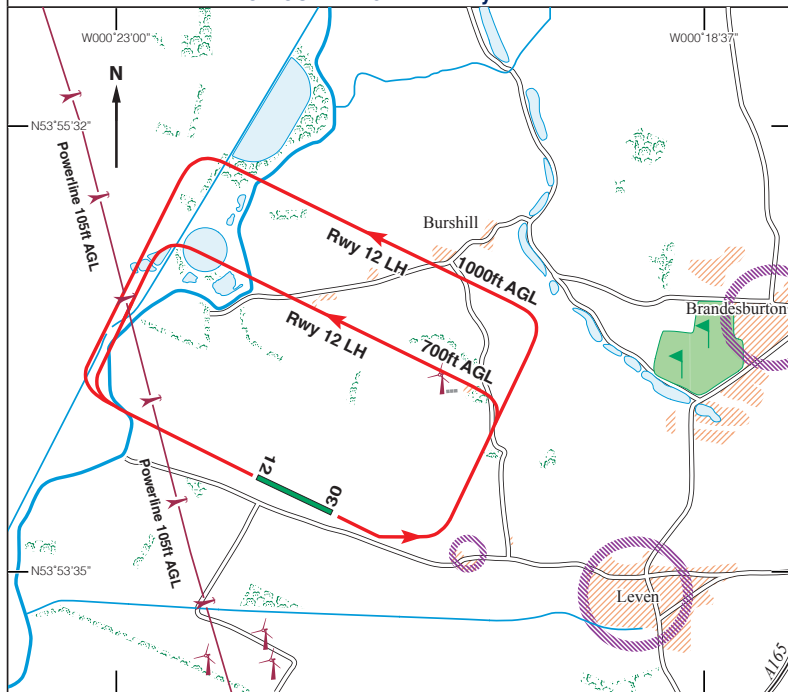 W000°23'00"
W000°18'37"
N
N53°55'32"
Powerline 105ft AGL
Burshill
Rwy 12 LH
1000ft AGL
Brandesburton
Rwy 12 LH
700ft AGL
12
30
Powerline 105ft AGL
N53°53'35"
Leven
A165